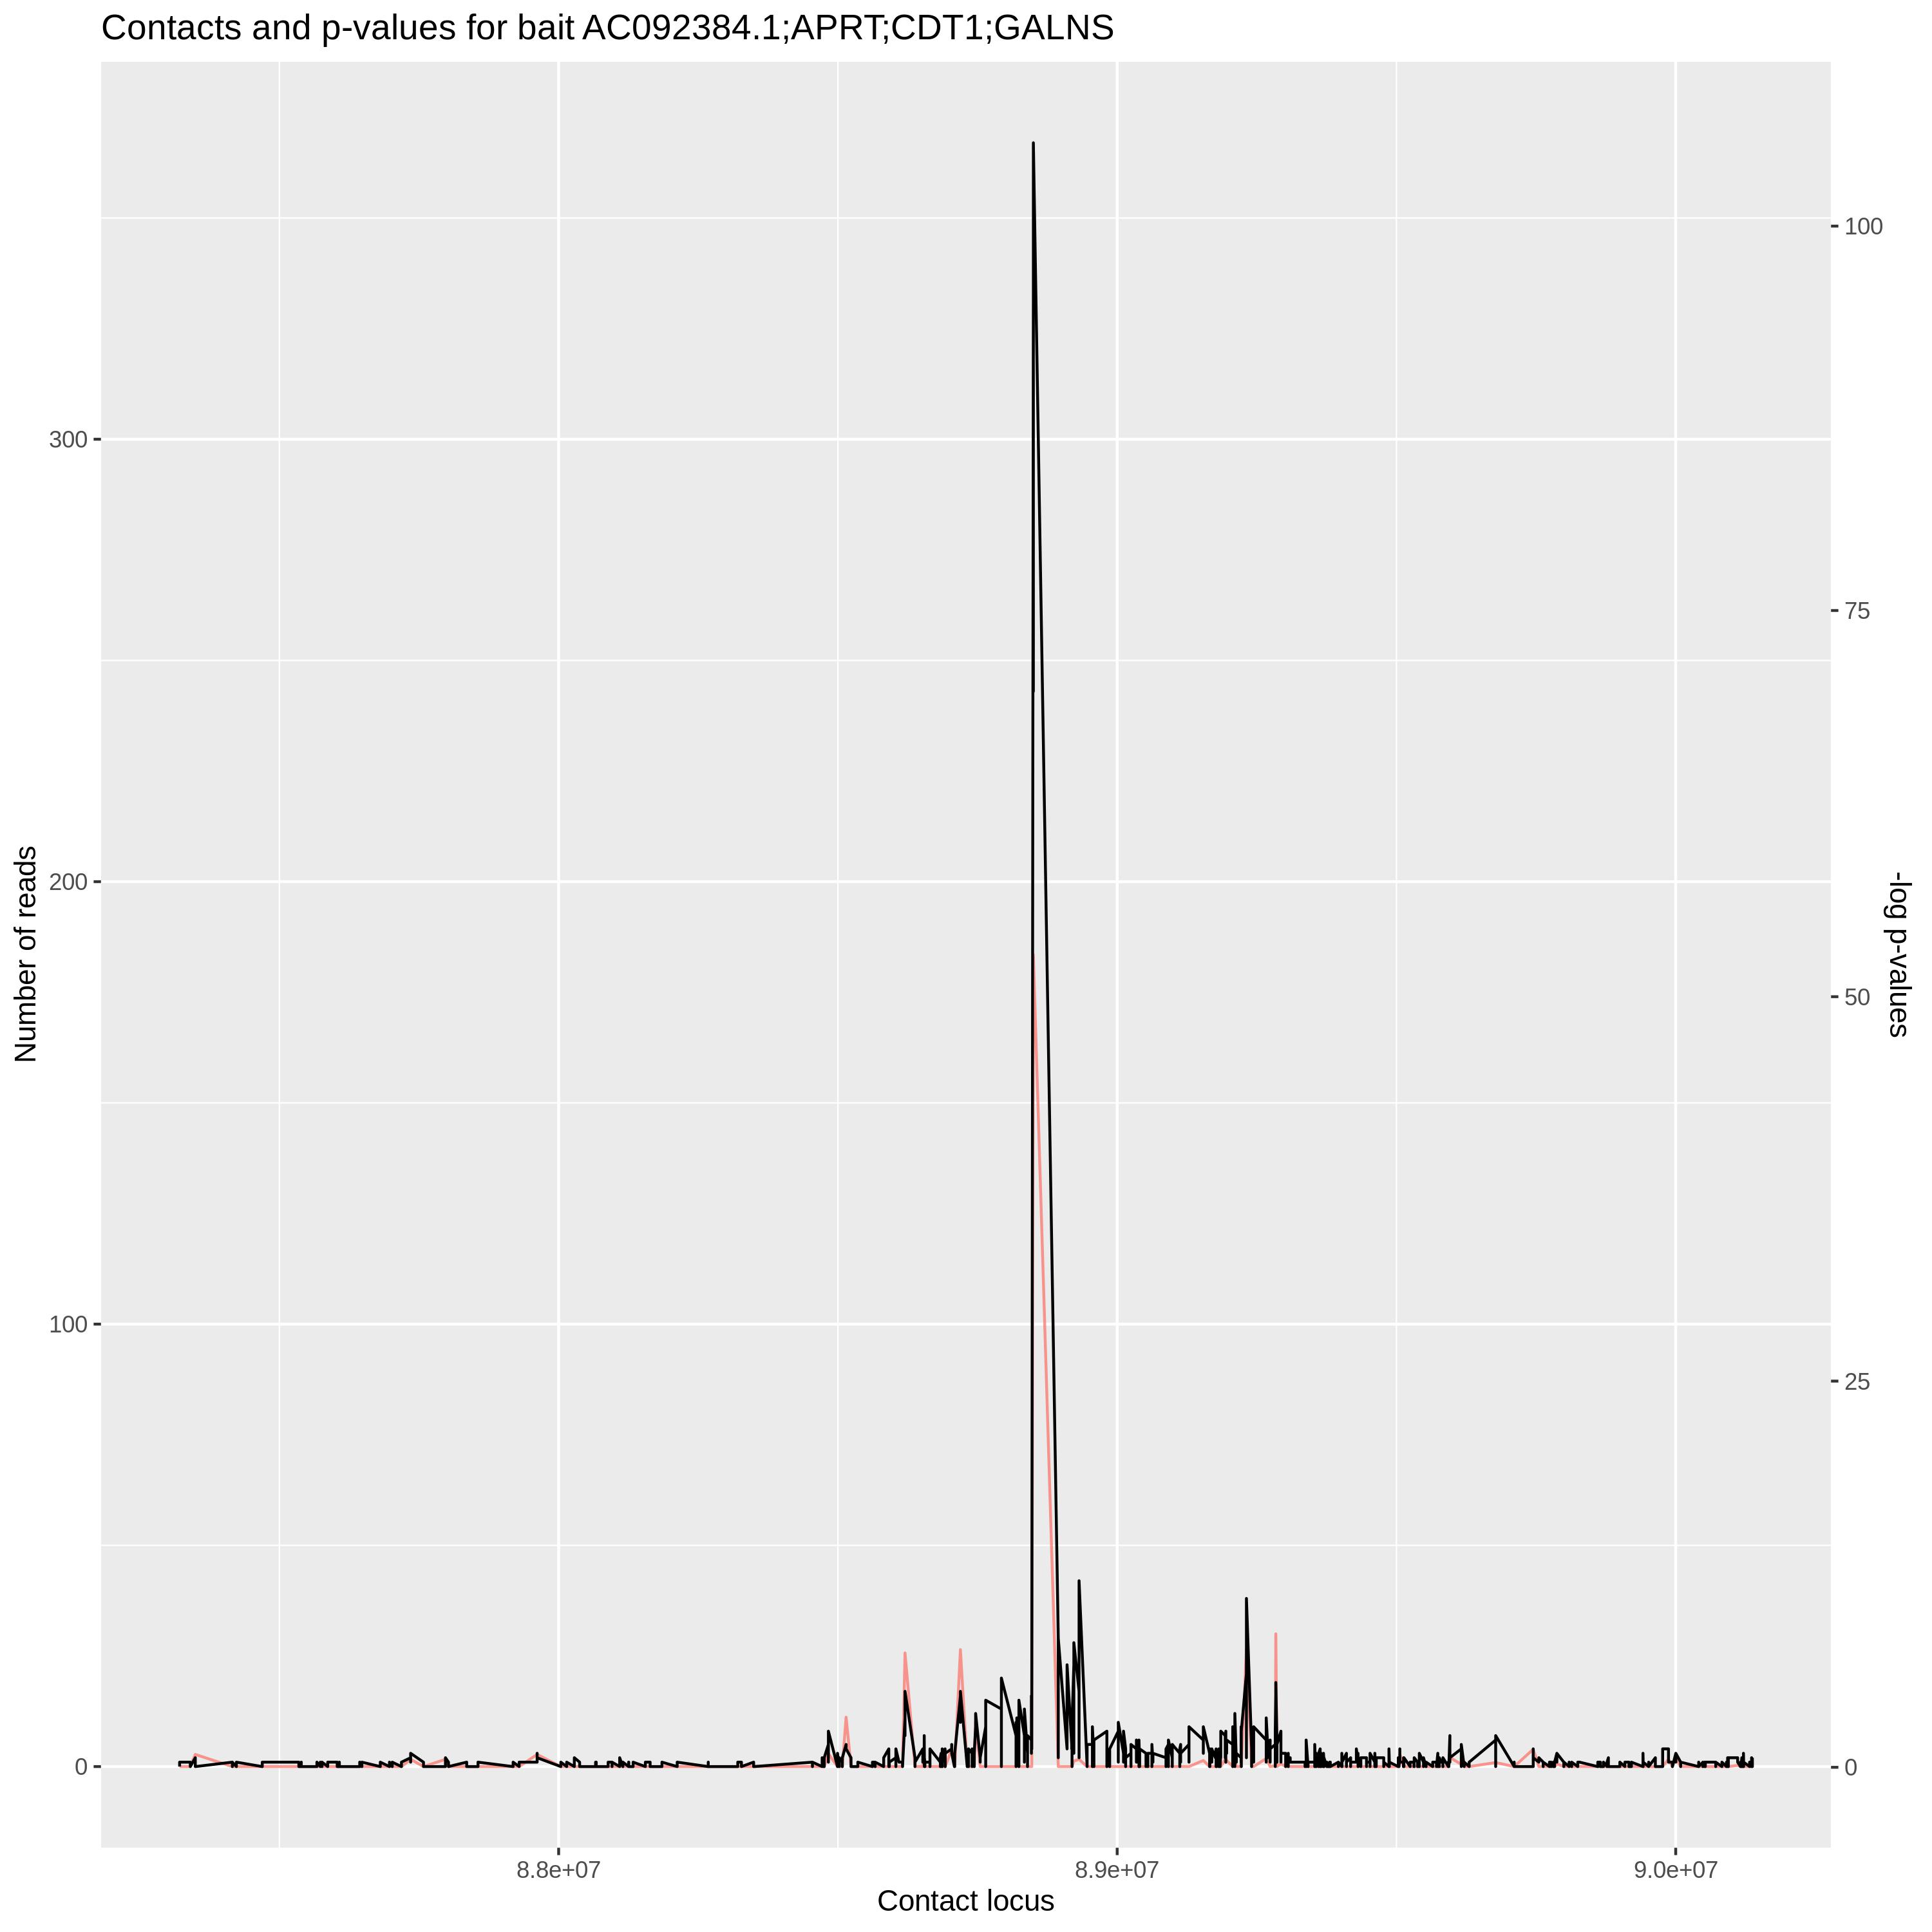 Contacts and p-values for bait AC092384.1;APRT;CDT1;GALNS
Number of reads
300
200
100
0
100
75
50
25
0
-log p-values
8.8e+07
8.9e+07
9.0e+07
Contact locus